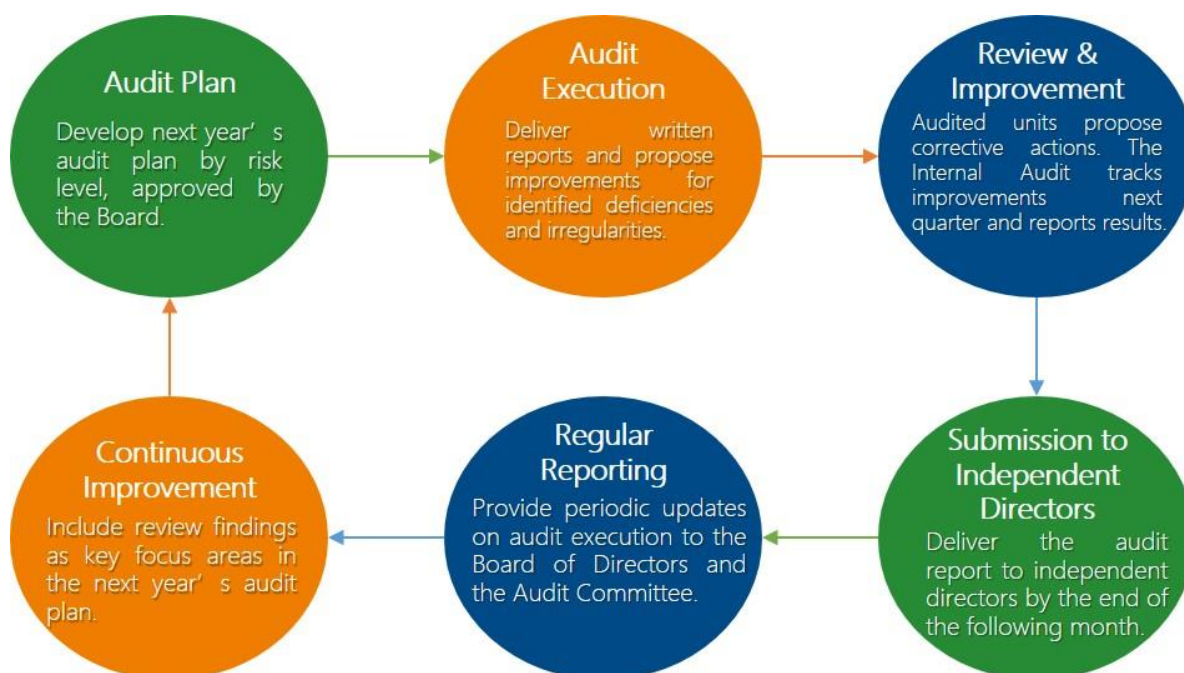 Audit Plan
Develop next year' s
audit plan by risk
level, approved by
the Board.
Audit
Execution
Deliver written
reports and propose
improvements for
identified deficiencies
and irregularities.
Review &
Improvement
Audited units propose
corrective actions. The
Internal Audit tracks
improvements next
quarter and reports results.
Submission to
Independent
Directors
Deliver the audit
report to independent
directors by the end of
the following month.
Regular
Reporting
Provide periodic updates
on audit execution to the
Board of Directors and
the Audit Committee.
Continuous
Improvement
Include review findings
as key focus areas in
the next year' s audit
plan.